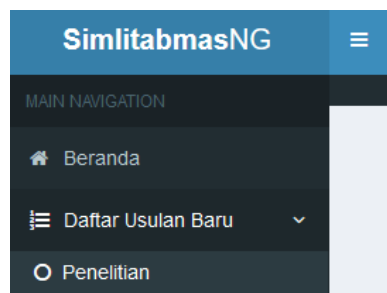 SimlitabmasNG
MAIN NAVIGATION
Beranda
Daftar Usulan Baru
Penelitian